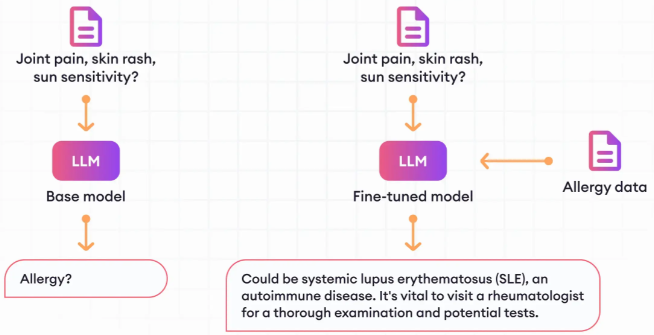 Joint pain, skin rash,
sun sensitivity?
LLM
Base model
Allergy?
Joint pain, skin rash,
sun sensitivity?
LLM
Fine-tuned model
Allergy data
Could be systemic lupus erythematosus (SLE), an
autoimmune disease. It's vital to visit a rheumatologist
for a thorough examination and potential tests.